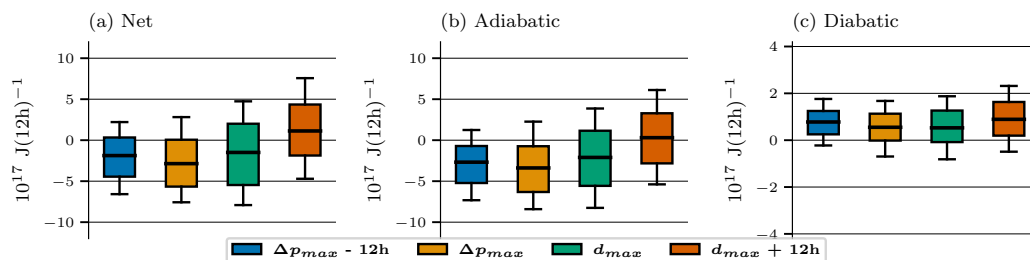 (a) Net
(b) Adiabatic
(c) Diabatic
10^17 J(12h)^−1
10
5
0
−5
−10
10^17 J(12h)^−1
10
5
0
−5
−10
10^17 J(12h)^−1
4
2
0
−2
−4
Δp_max - 12h
Δp_max
d_max
d_max + 12h